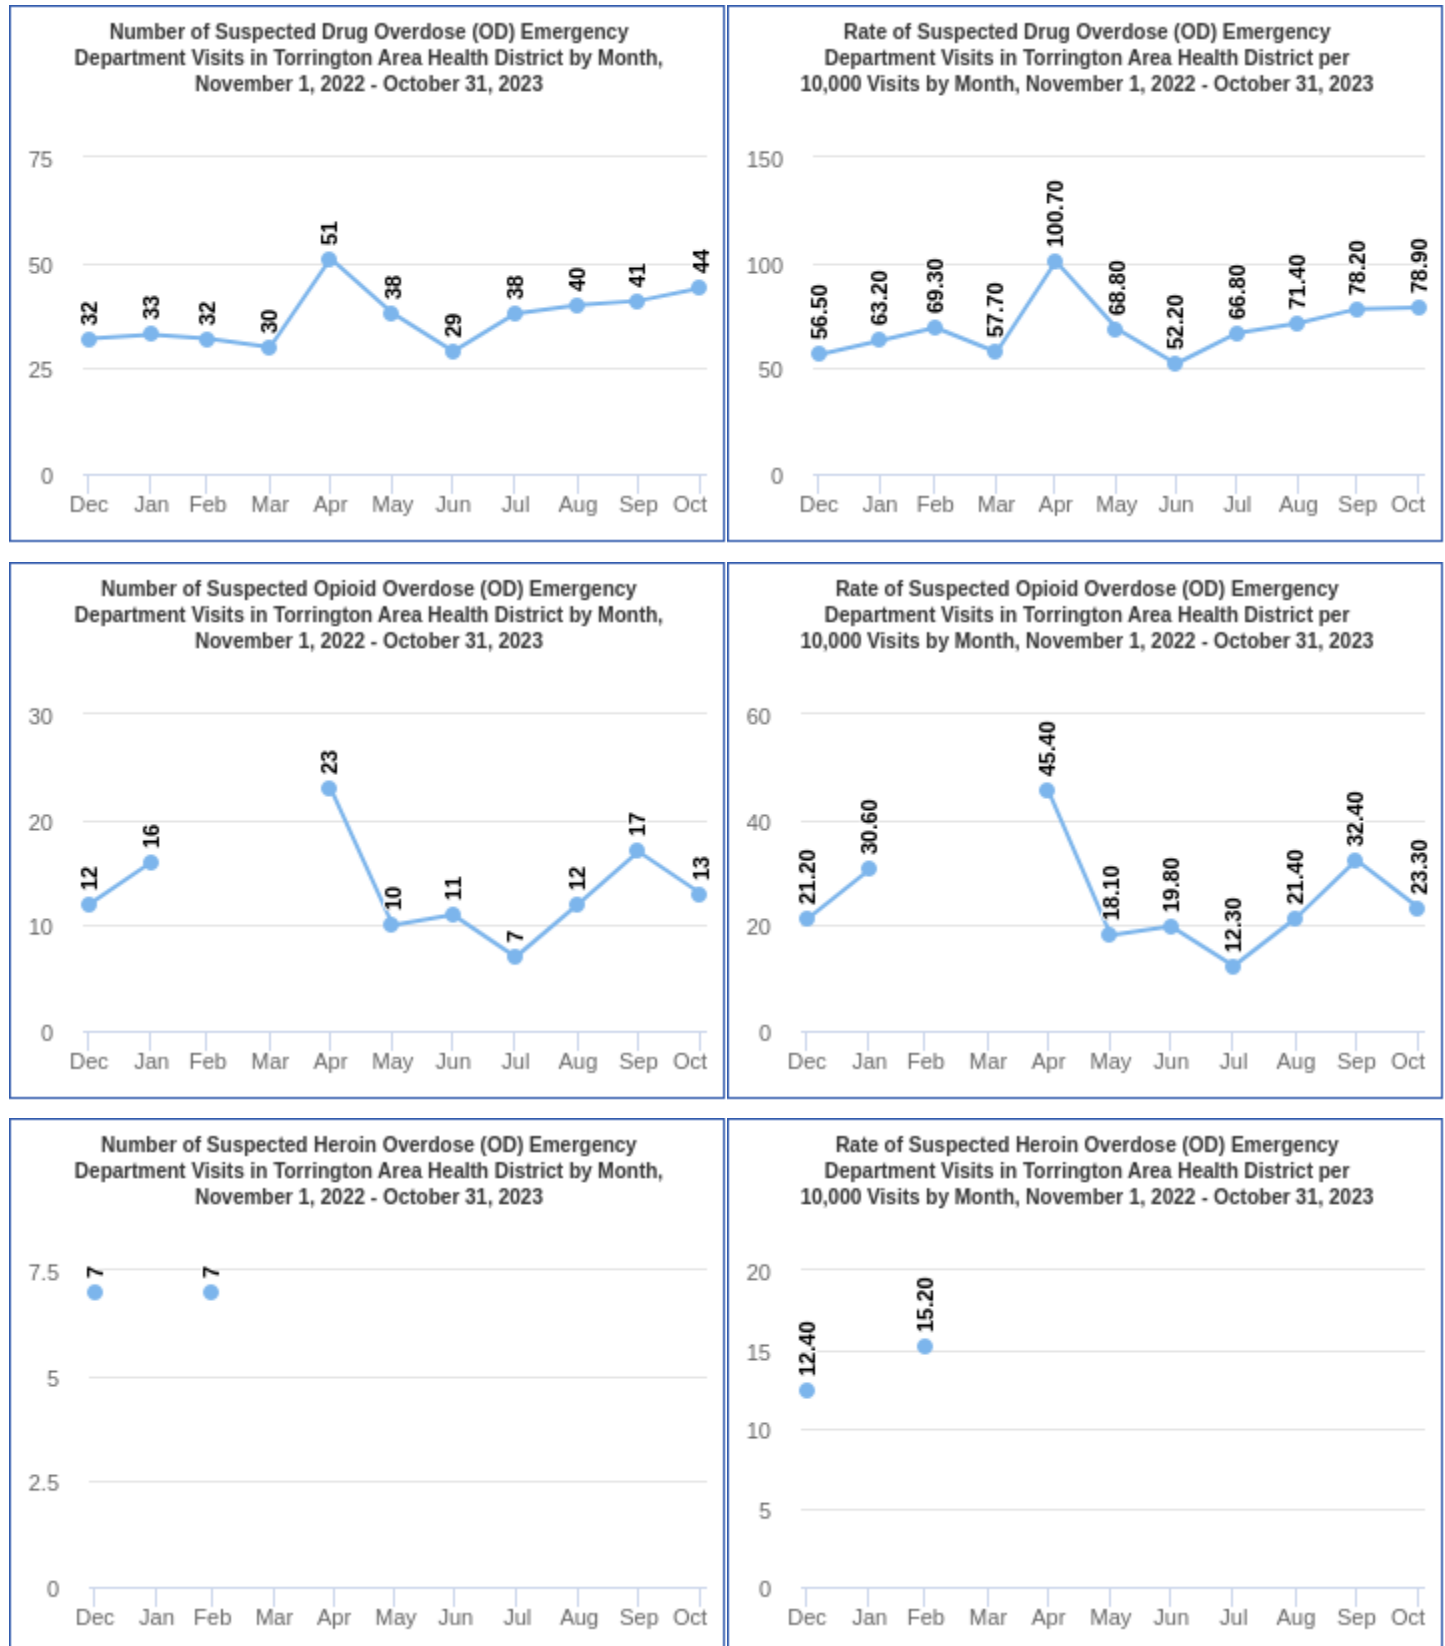 Number of Suspected Drug Overdose (OD) Emergency
Department Visits in Torrington Area Health District by Month,
November 1, 2022 - October 31, 2023
75
50
25
0
32
33
32
30
51
38
29
38
40
41
44
Dec Jan Feb Mar Apr May Jun Jul Aug Sep Oct
Rate of Suspected Drug Overdose (OD) Emergency
Department Visits in Torrington Area Health District per
10,000 Visits by Month, November 1, 2022 - October 31, 2023
150
100
50
0
56.50
63.20
69.30
57.70
100.70
68.80
52.20
66.80
71.40
78.20
78.90
Dec Jan Feb Mar Apr May Jun Jul Aug Sep Oct
Number of Suspected Opioid Overdose (OD) Emergency
Department Visits in Torrington Area Health District by Month,
November 1, 2022 - October 31, 2023
30
20
10
0
12
16
23
10
11
7
12
17
13
Dec Jan Feb Mar Apr May Jun Jul Aug Sep Oct
Rate of Suspected Opioid Overdose (OD) Emergency
Department Visits in Torrington Area Health District per
10,000 Visits by Month, November 1, 2022 - October 31, 2023
60
40
20
0
21.20
30.60
45.40
18.10
19.80
12.30
21.40
32.40
23.30
Dec Jan Feb Mar Apr May Jun Jul Aug Sep Oct
Number of Suspected Heroin Overdose (OD) Emergency
Department Visits in Torrington Area Health District by Month,
November 1, 2022 - October 31, 2023
7.5
5
2.5
0
7
7
Dec Jan Feb Mar Apr May Jun Jul Aug Sep Oct
Rate of Suspected Heroin Overdose (OD) Emergency
Department Visits in Torrington Area Health District per
10,000 Visits by Month, November 1, 2022 - October 31, 2023
20
15
10
5
0
12.40
15.20
Dec Jan Feb Mar Apr May Jun Jul Aug Sep Oct